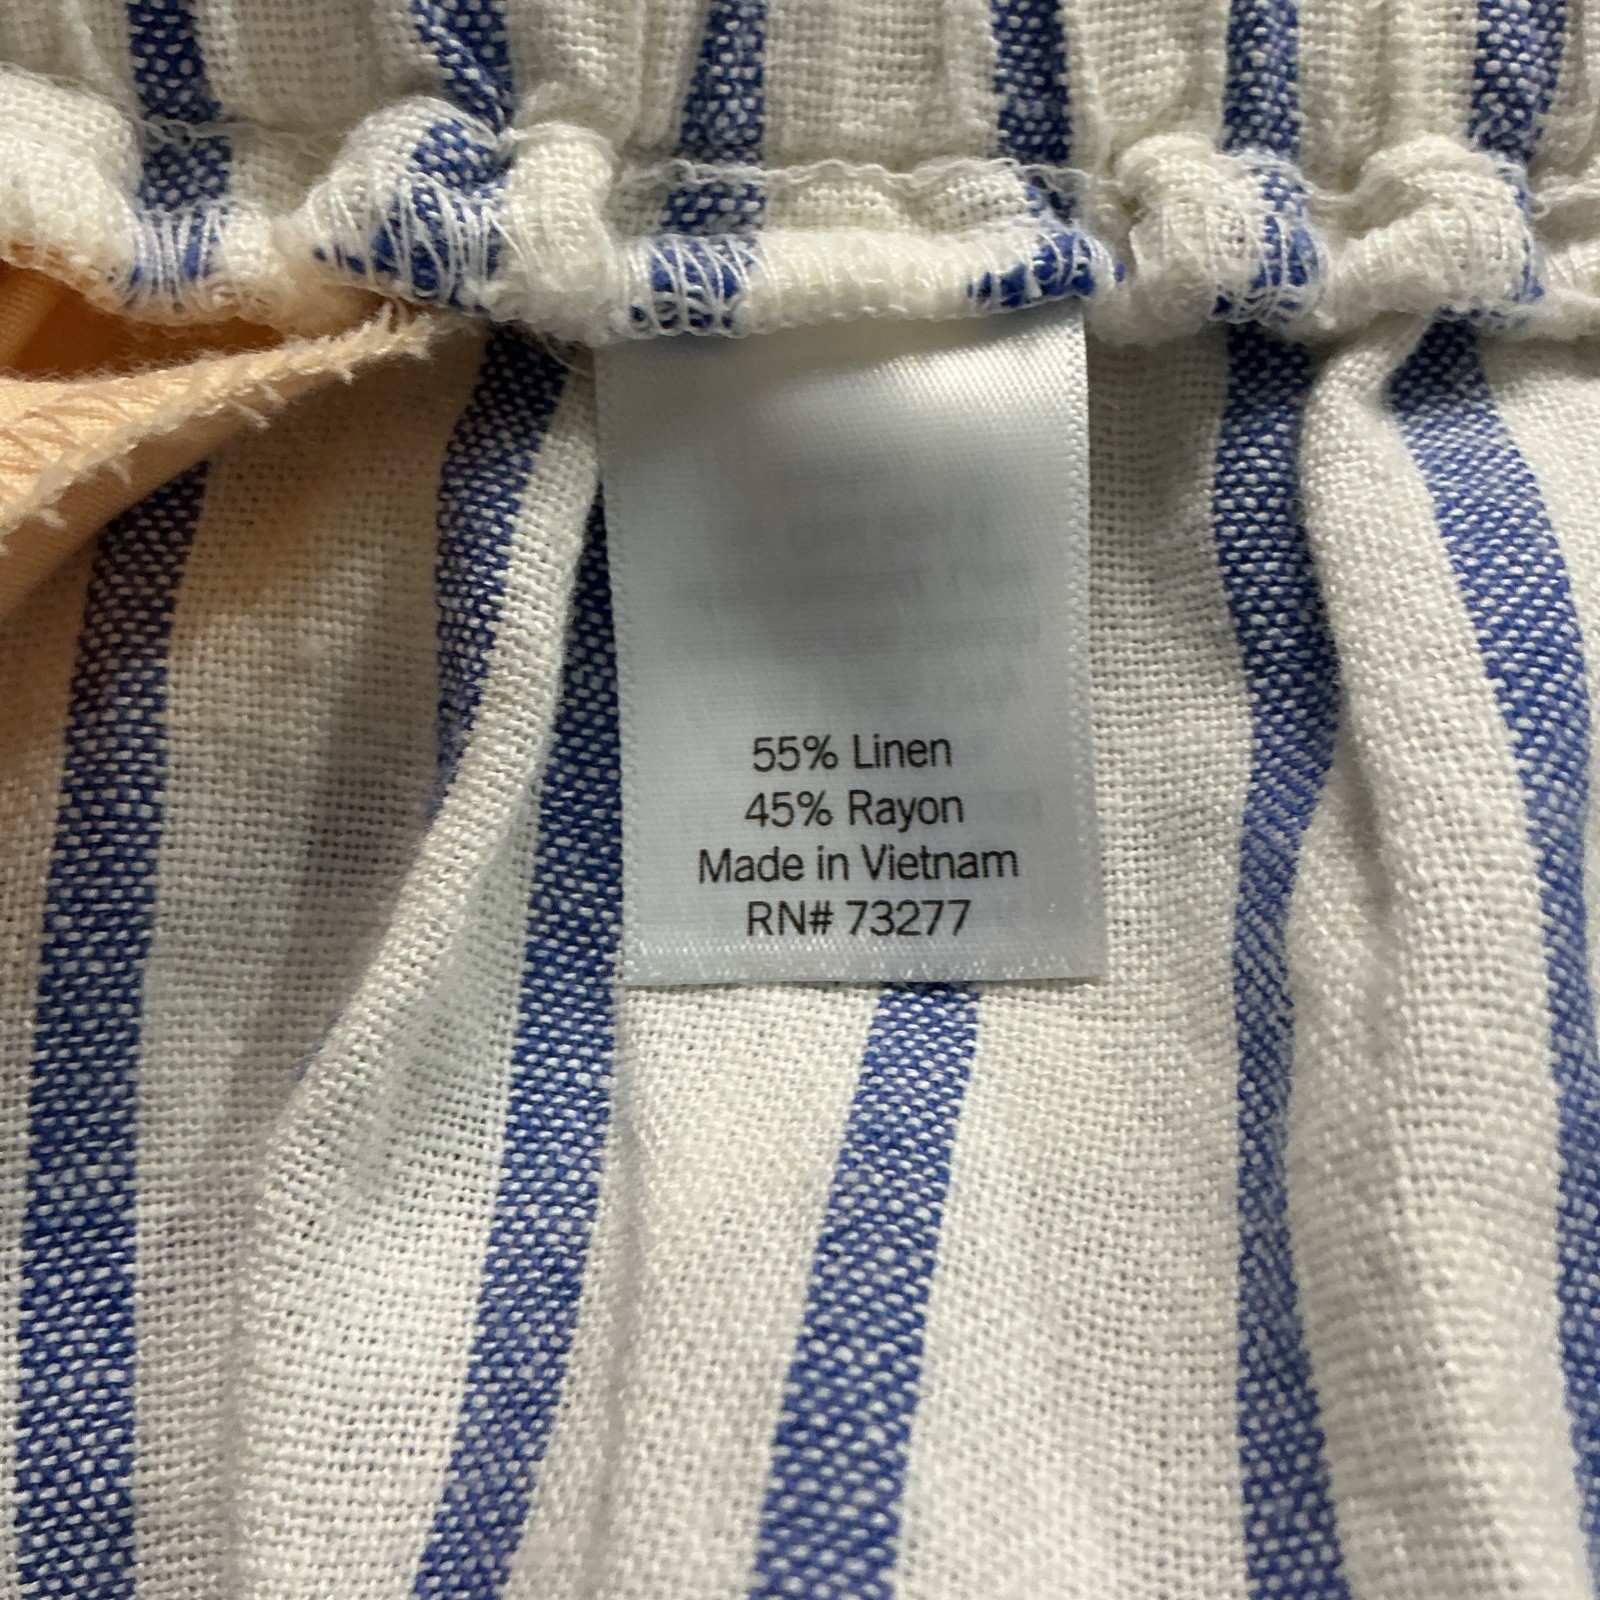 55% Linen
45% Rayon
Made in Vietnam
RN# 73277